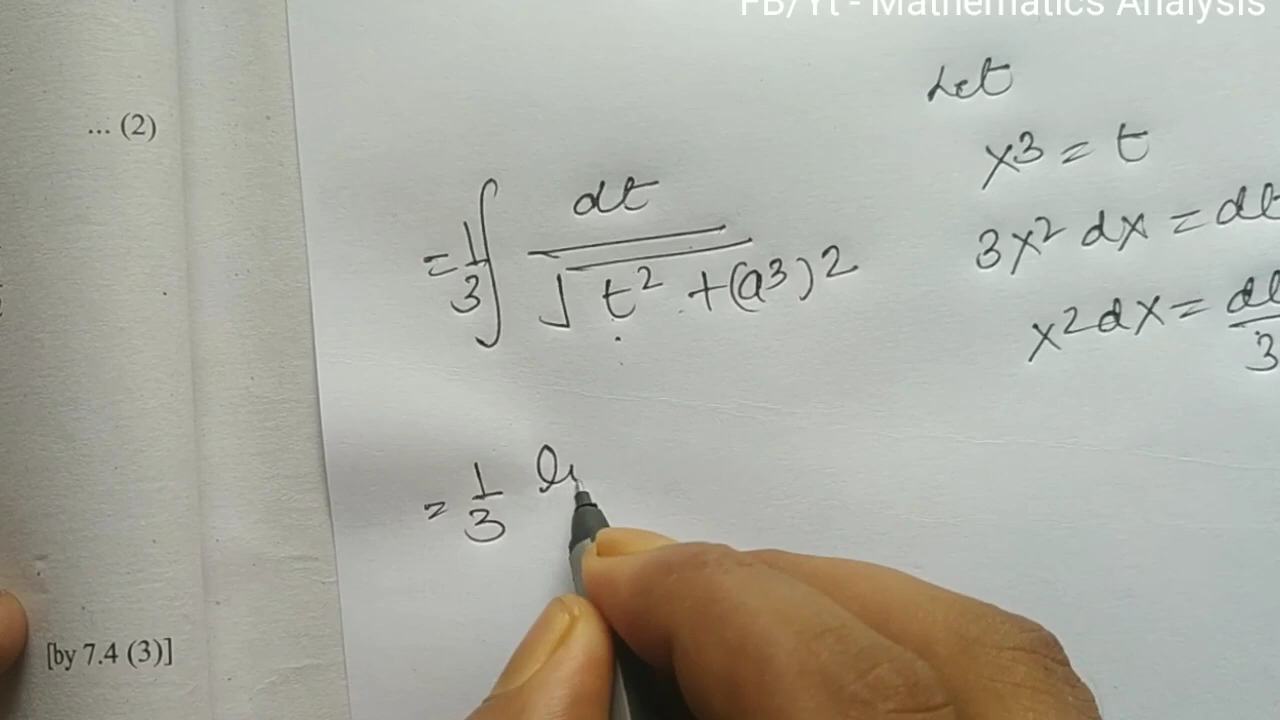 FB/Yt - Mathematics Analysis
... (2)
Let
x³ = t
= 1/3 ∫ dt / √ t² + (a³)²
3x² dx = dt
x² dx = dt/3
= 1/3
[by 7.4 (3)]